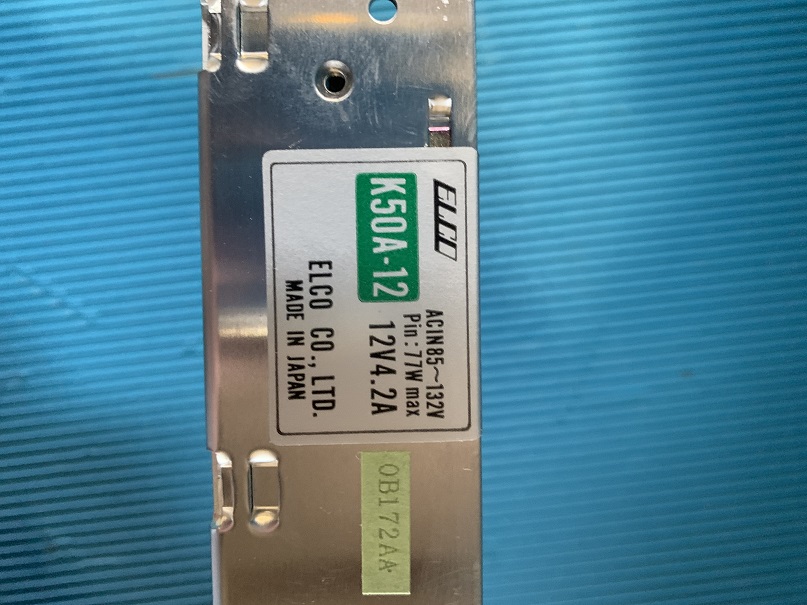 ELCO
K50A-12
ACIN85～132V
Pin:77W max
12V4.2A
ELCO CO., LTD.
MADE IN JAPAN
0B172AA